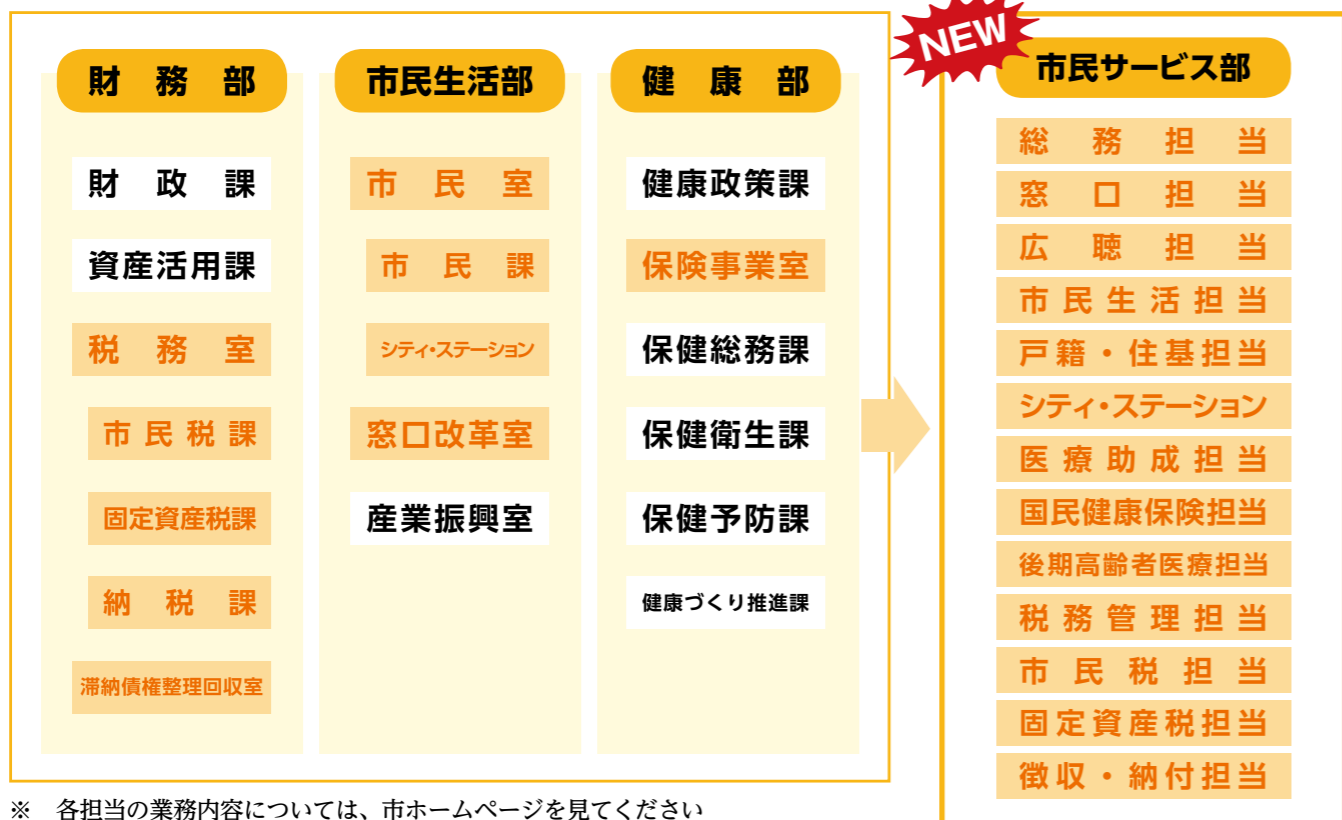 財務部
財政課
資産活用課
税務室
市民税課
固定資産税課
納税課
滞納債権整理回収室
市民生活部
市民室
市民課
シティ・ステーション
窓口改革室
産業振興室
健康部
健康政策課
保険事業室
保健総務課
保健衛生課
保健予防課
健康づくり推進課
NEW
市民サービス部
総務担当
窓口担当
広聴担当
市民生活担当
戸籍・住基担当
シティ・ステーション
医療助成担当
国民健康保険担当
後期高齢者医療担当
税務管理担当
市民税担当
固定資産税担当
徴収・納付担当
※　各担当の業務内容については、市ホームページを見てください